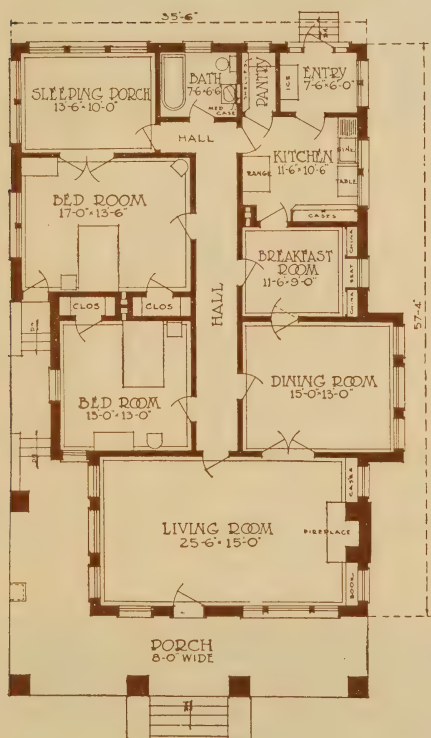 35'-6"
SLEEPING PORCH
13'-6"×10'-0"
BATH
7'-6"×6'-6"
MED
CASE
PANTRY
ICE
ENTRY
7'-6"×6'-0"
HALL
KITCHEN
11'-6"×10'-6"
SINK
RANGE
TABLE
CASES
BED ROOM
17'-0"×13'-6"
BREAKFAST
ROOM
11'-6"×9'-0"
CHINA
SEAT
CHINA
CLOS
CLOS
HALL
57'-4"
BED ROOM
13'-0"×13'-0"
DINING ROOM
15'-0"×13'-0"
LIVING ROOM
25'-6"×15'-0"
CASES
FIREPLACE
BOOK
PORCH
8'-0" WIDE